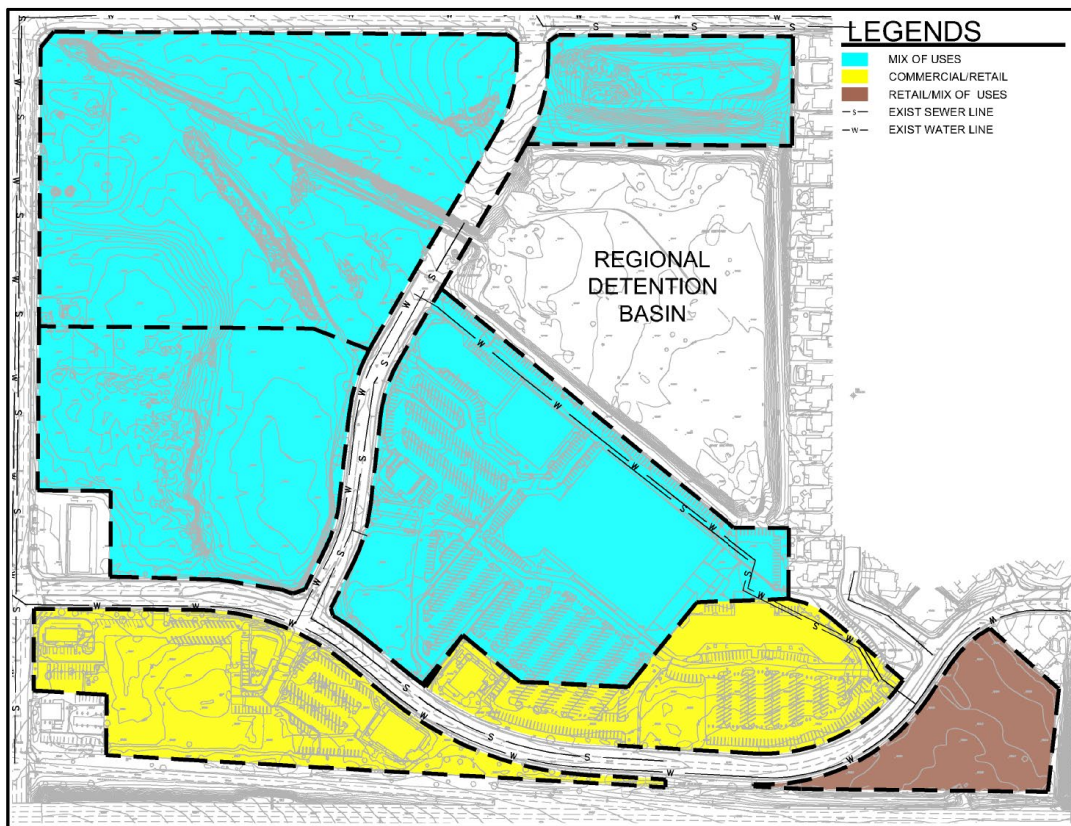 LEGENDS
MIX OF USES
COMMERCIAL/RETAIL
RETAIL/MIX OF USES
S EXIST SEWER LINE
W EXIST WATER LINE
REGIONAL
DETENTION
BASIN